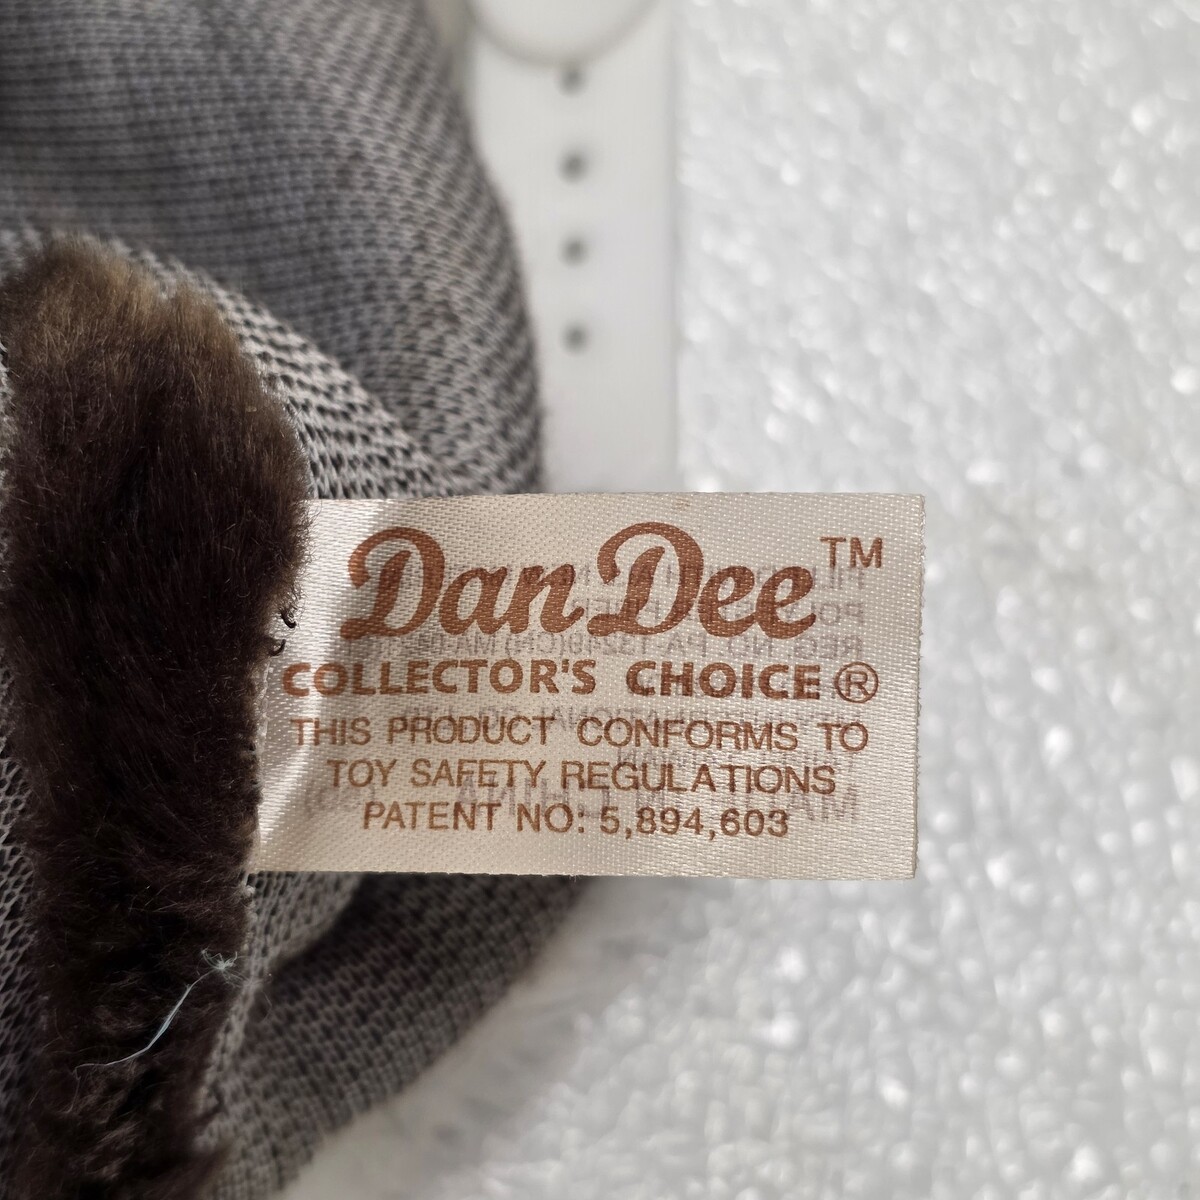 Dan Dee™
COLLECTOR'S CHOICE®
THIS PRODUCT CONFORMS TO
TOY SAFETY REGULATIONS
PATENT NO: 5,894,603